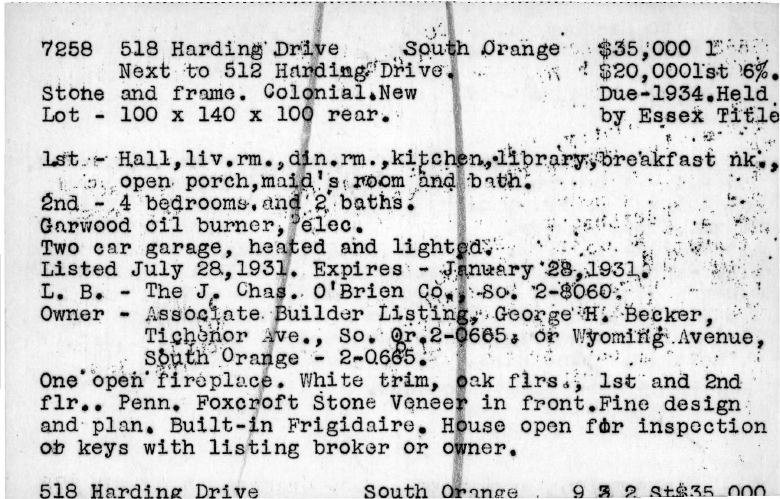 7258 518 Harding Drive South Orange $35,000 1
Next to 512 Harding Drive. $20,0001st 6%.
Stone and frame. Colonial.New Due-1934.Held
Lot - 100 x 140 x 100 rear. by Essex Title
1st - Hall,liv.rm.,din.rm.,kitchen,library,breakfast nk.,
open porch,maid's room and bath.
2nd - 4 bedrooms.and 2 baths.
Garwood oil burner, elec.
Two car garage, heated and lighted.
Listed July 28,1931. Expires - January 28,1931.
L. B. - The J. Chas. O'Brien Co., So. 2-8060.
Owner - Associate Builder Listing, George H. Becker,
Tichenor Ave., So. Or.2-0665, or Wyoming Avenue,
South Orange - 2-0665.
One open fireplace. White trim, oak flrs., 1st and 2nd
flr.. Penn. Foxcroft Stone Veneer in front.Fine design
and plan. Built-in Frigidaire. House open for inspection
or keys with listing broker or owner.
518 Harding Drive South Orange 9 3 2 St$35,000